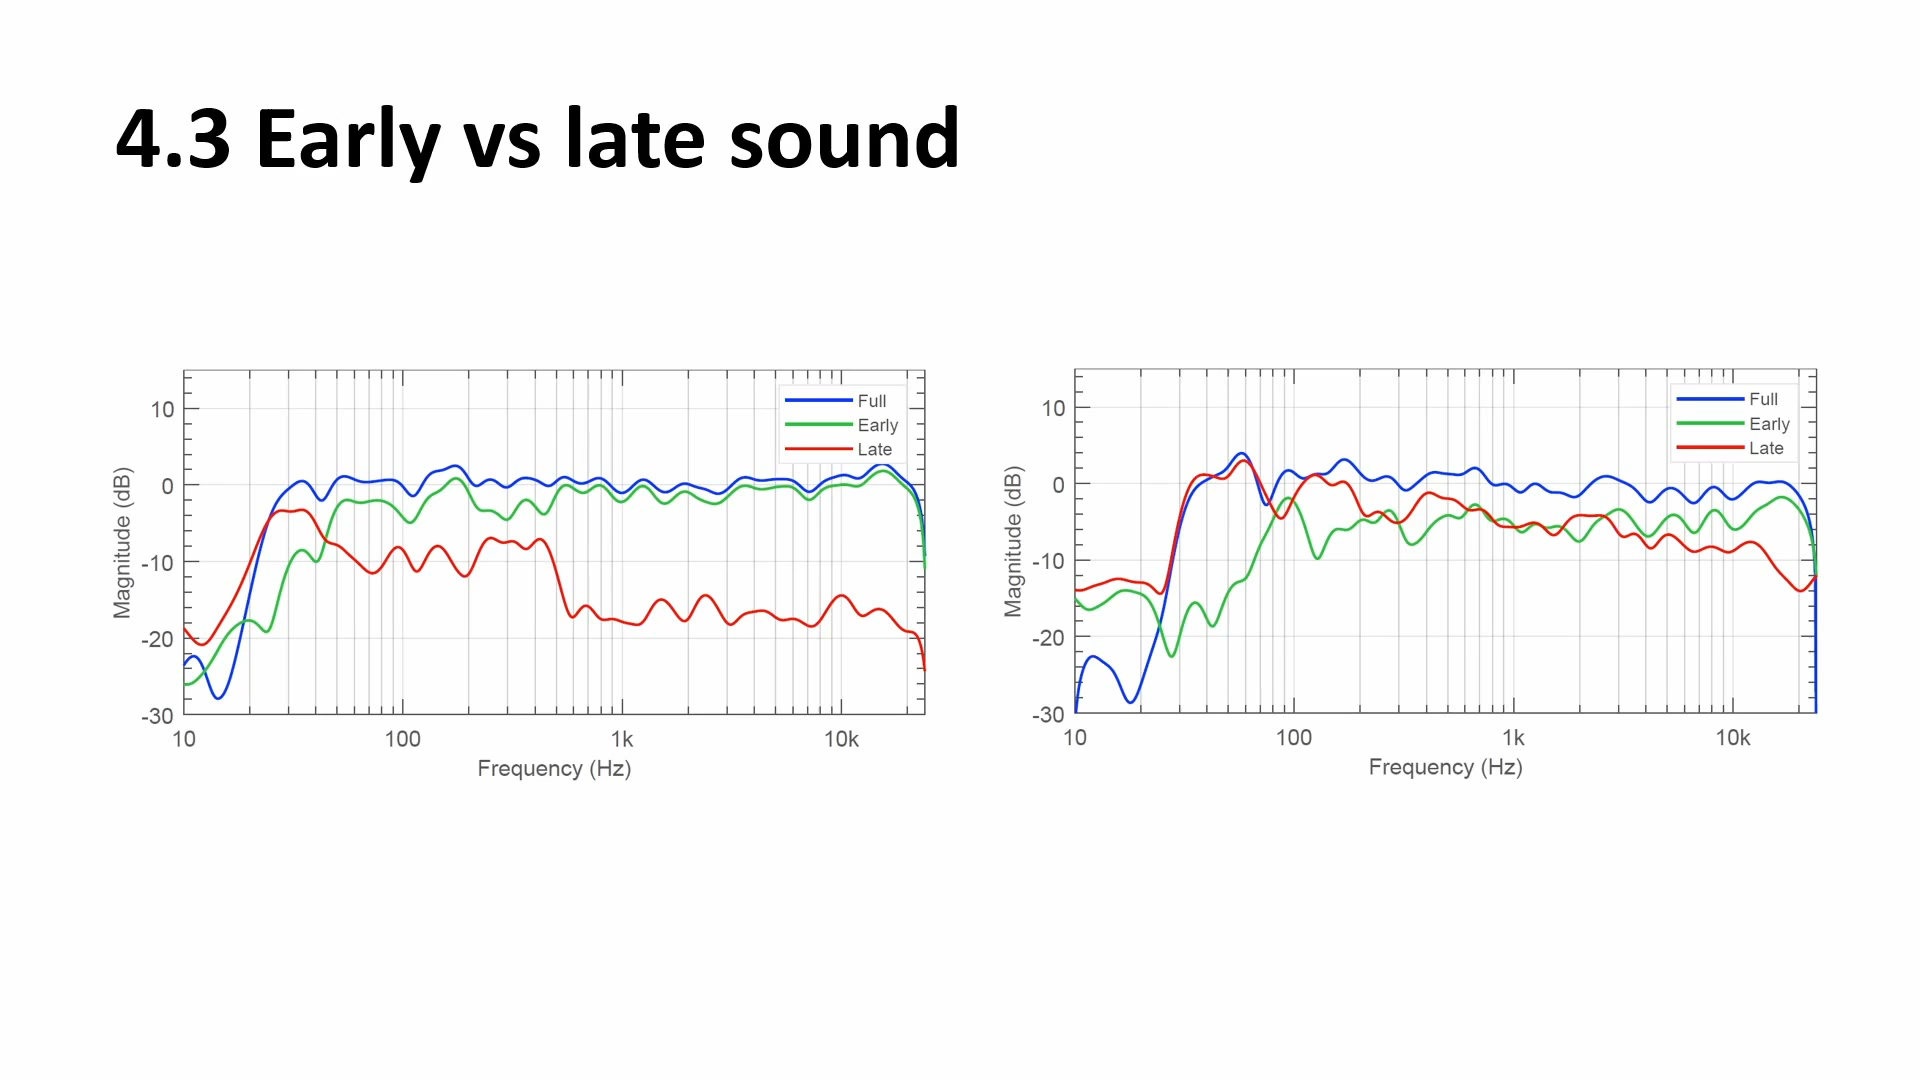 4.3 Early vs late sound
10
0
-10
-20
-30
Magnitude (dB)
10 100 1k 10k
Frequency (Hz)
Full
Early
Late
10
0
-10
-20
-30
Magnitude (dB)
10 100 1k 10k
Frequency (Hz)
Full
Early
Late